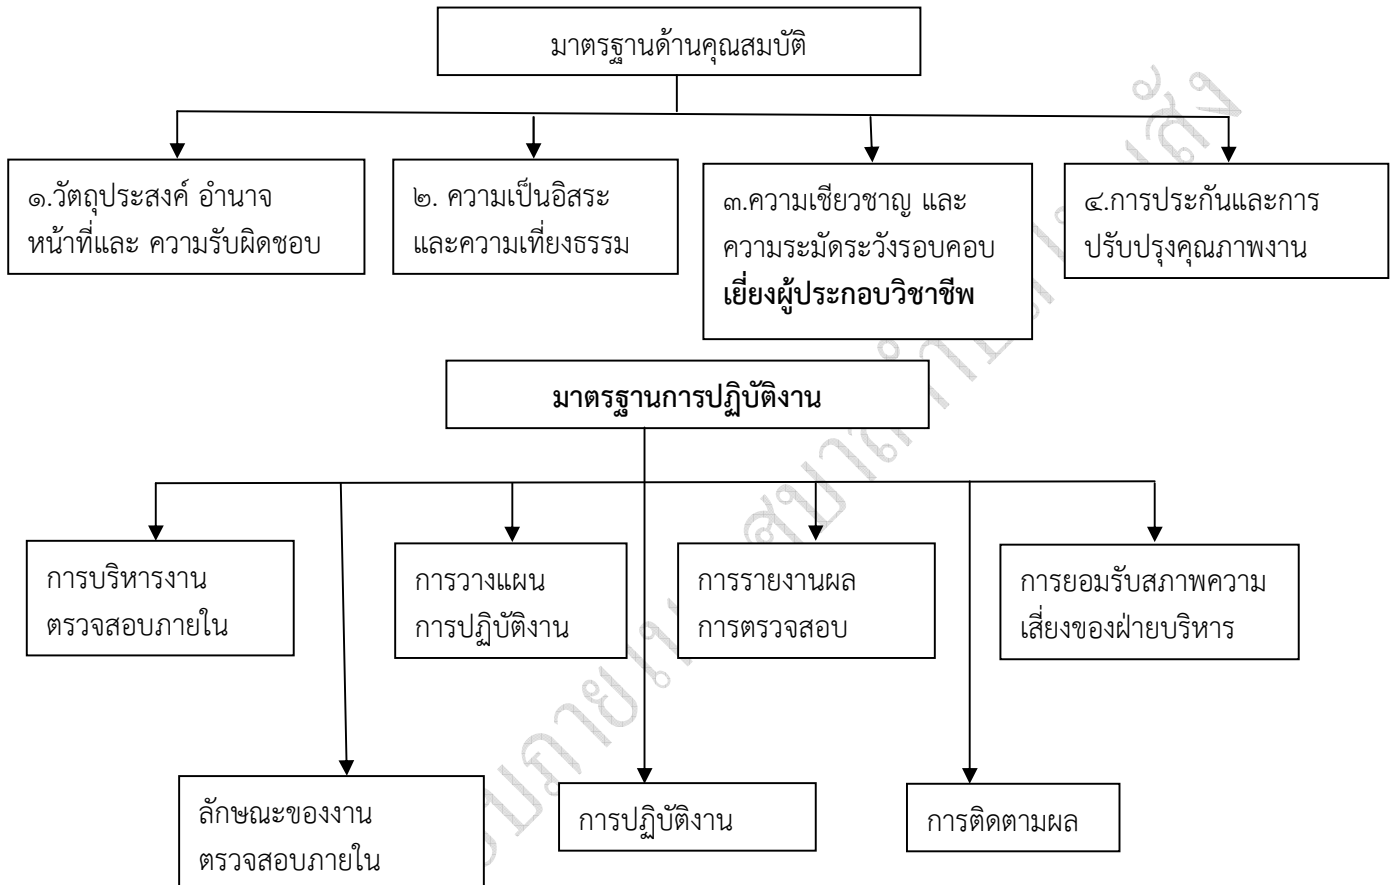 มาตรฐานด้านคุณสมบัติ
๑.วัตถุประสงค์ อำนาจ
หน้าที่และ ความรับผิดชอบ
๒. ความเป็นอิสระ
และความเที่ยงธรรม
๓.ความเชียวชาญ และ
ความระมัดระวังรอบคอบ
เยี่ยงผู้ประกอบวิชาชีพ
๔.การประกันและการ
ปรับปรุงคุณภาพงาน
มาตรฐานการปฏิบัติงาน
การบริหารงาน
ตรวจสอบภายใน
การวางแผน
การปฏิบัติงาน
การรายงานผล
การตรวจสอบ
การยอมรับสภาพความ
เสี่ยงของฝ่ายบริหาร
ลักษณะของงาน
ตรวจสอบภายใน
การปฏิบัติงาน
การติดตามผล